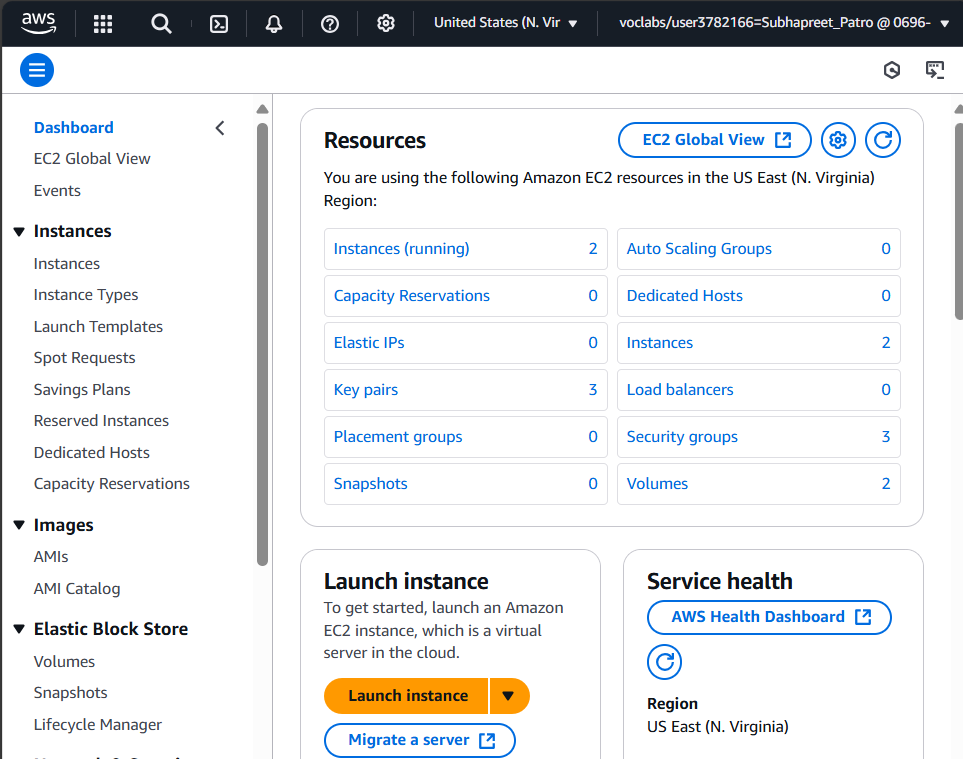 aws
United States (N. Vir
voclabs/user3782166=Subhapreet_Patro @ 0696-
Dashboard
EC2 Global View
Events
Instances
Instances
Instance Types
Launch Templates
Spot Requests
Savings Plans
Reserved Instances
Dedicated Hosts
Capacity Reservations
Images
AMIs
AMI Catalog
Elastic Block Store
Volumes
Snapshots
Lifecycle Manager
Resources
EC2 Global View
You are using the following Amazon EC2 resources in the US East (N. Virginia)
Region:
Instances (running) 2
Auto Scaling Groups 0
Capacity Reservations 0
Dedicated Hosts 0
Elastic IPs 0
Instances 2
Key pairs 3
Load balancers 0
Placement groups 0
Security groups 3
Snapshots 0
Volumes 2
Launch instance
To get started, launch an Amazon
EC2 instance, which is a virtual
server in the cloud.
Launch instance
Migrate a server
Service health
AWS Health Dashboard
Region
US East (N. Virginia)